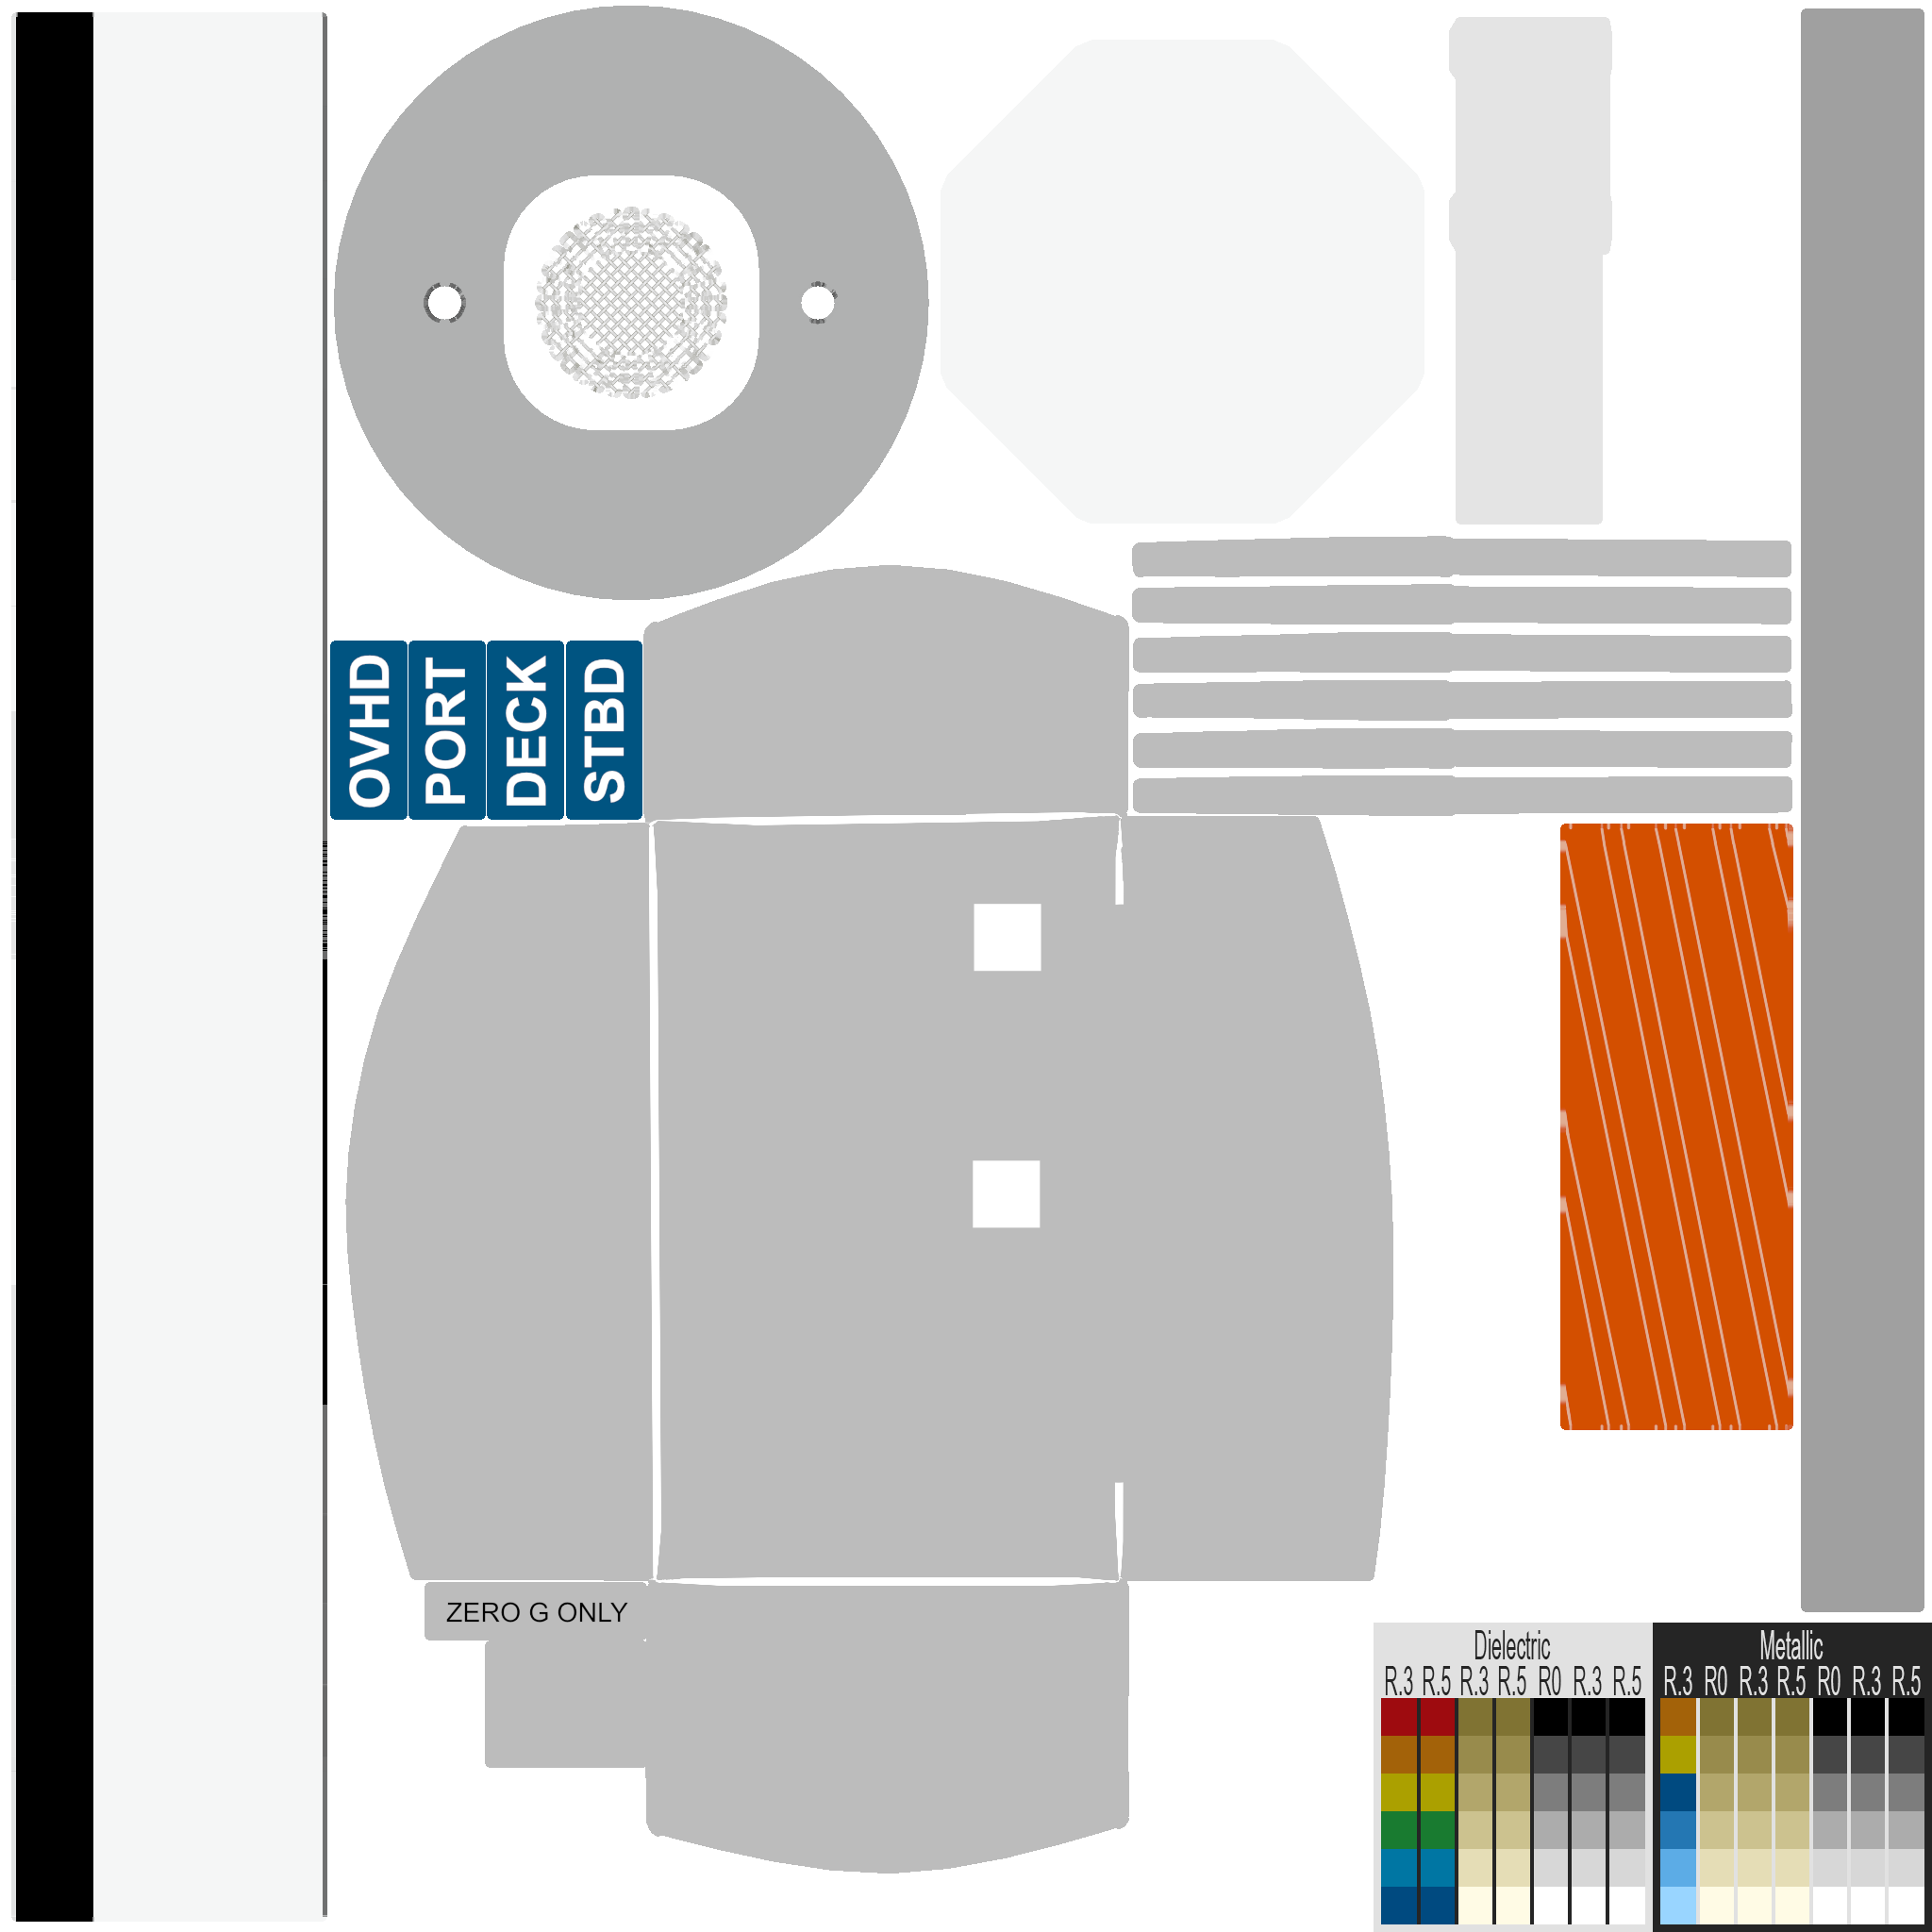 OVHD
PORT
DECK
STBD
ZERO G ONLY
Dielectric
R.3 R.5 R.3 R.5 R0 R.3 R.5
Metallic
R.3 R0 R.3 R.5 R0 R.3 R.5